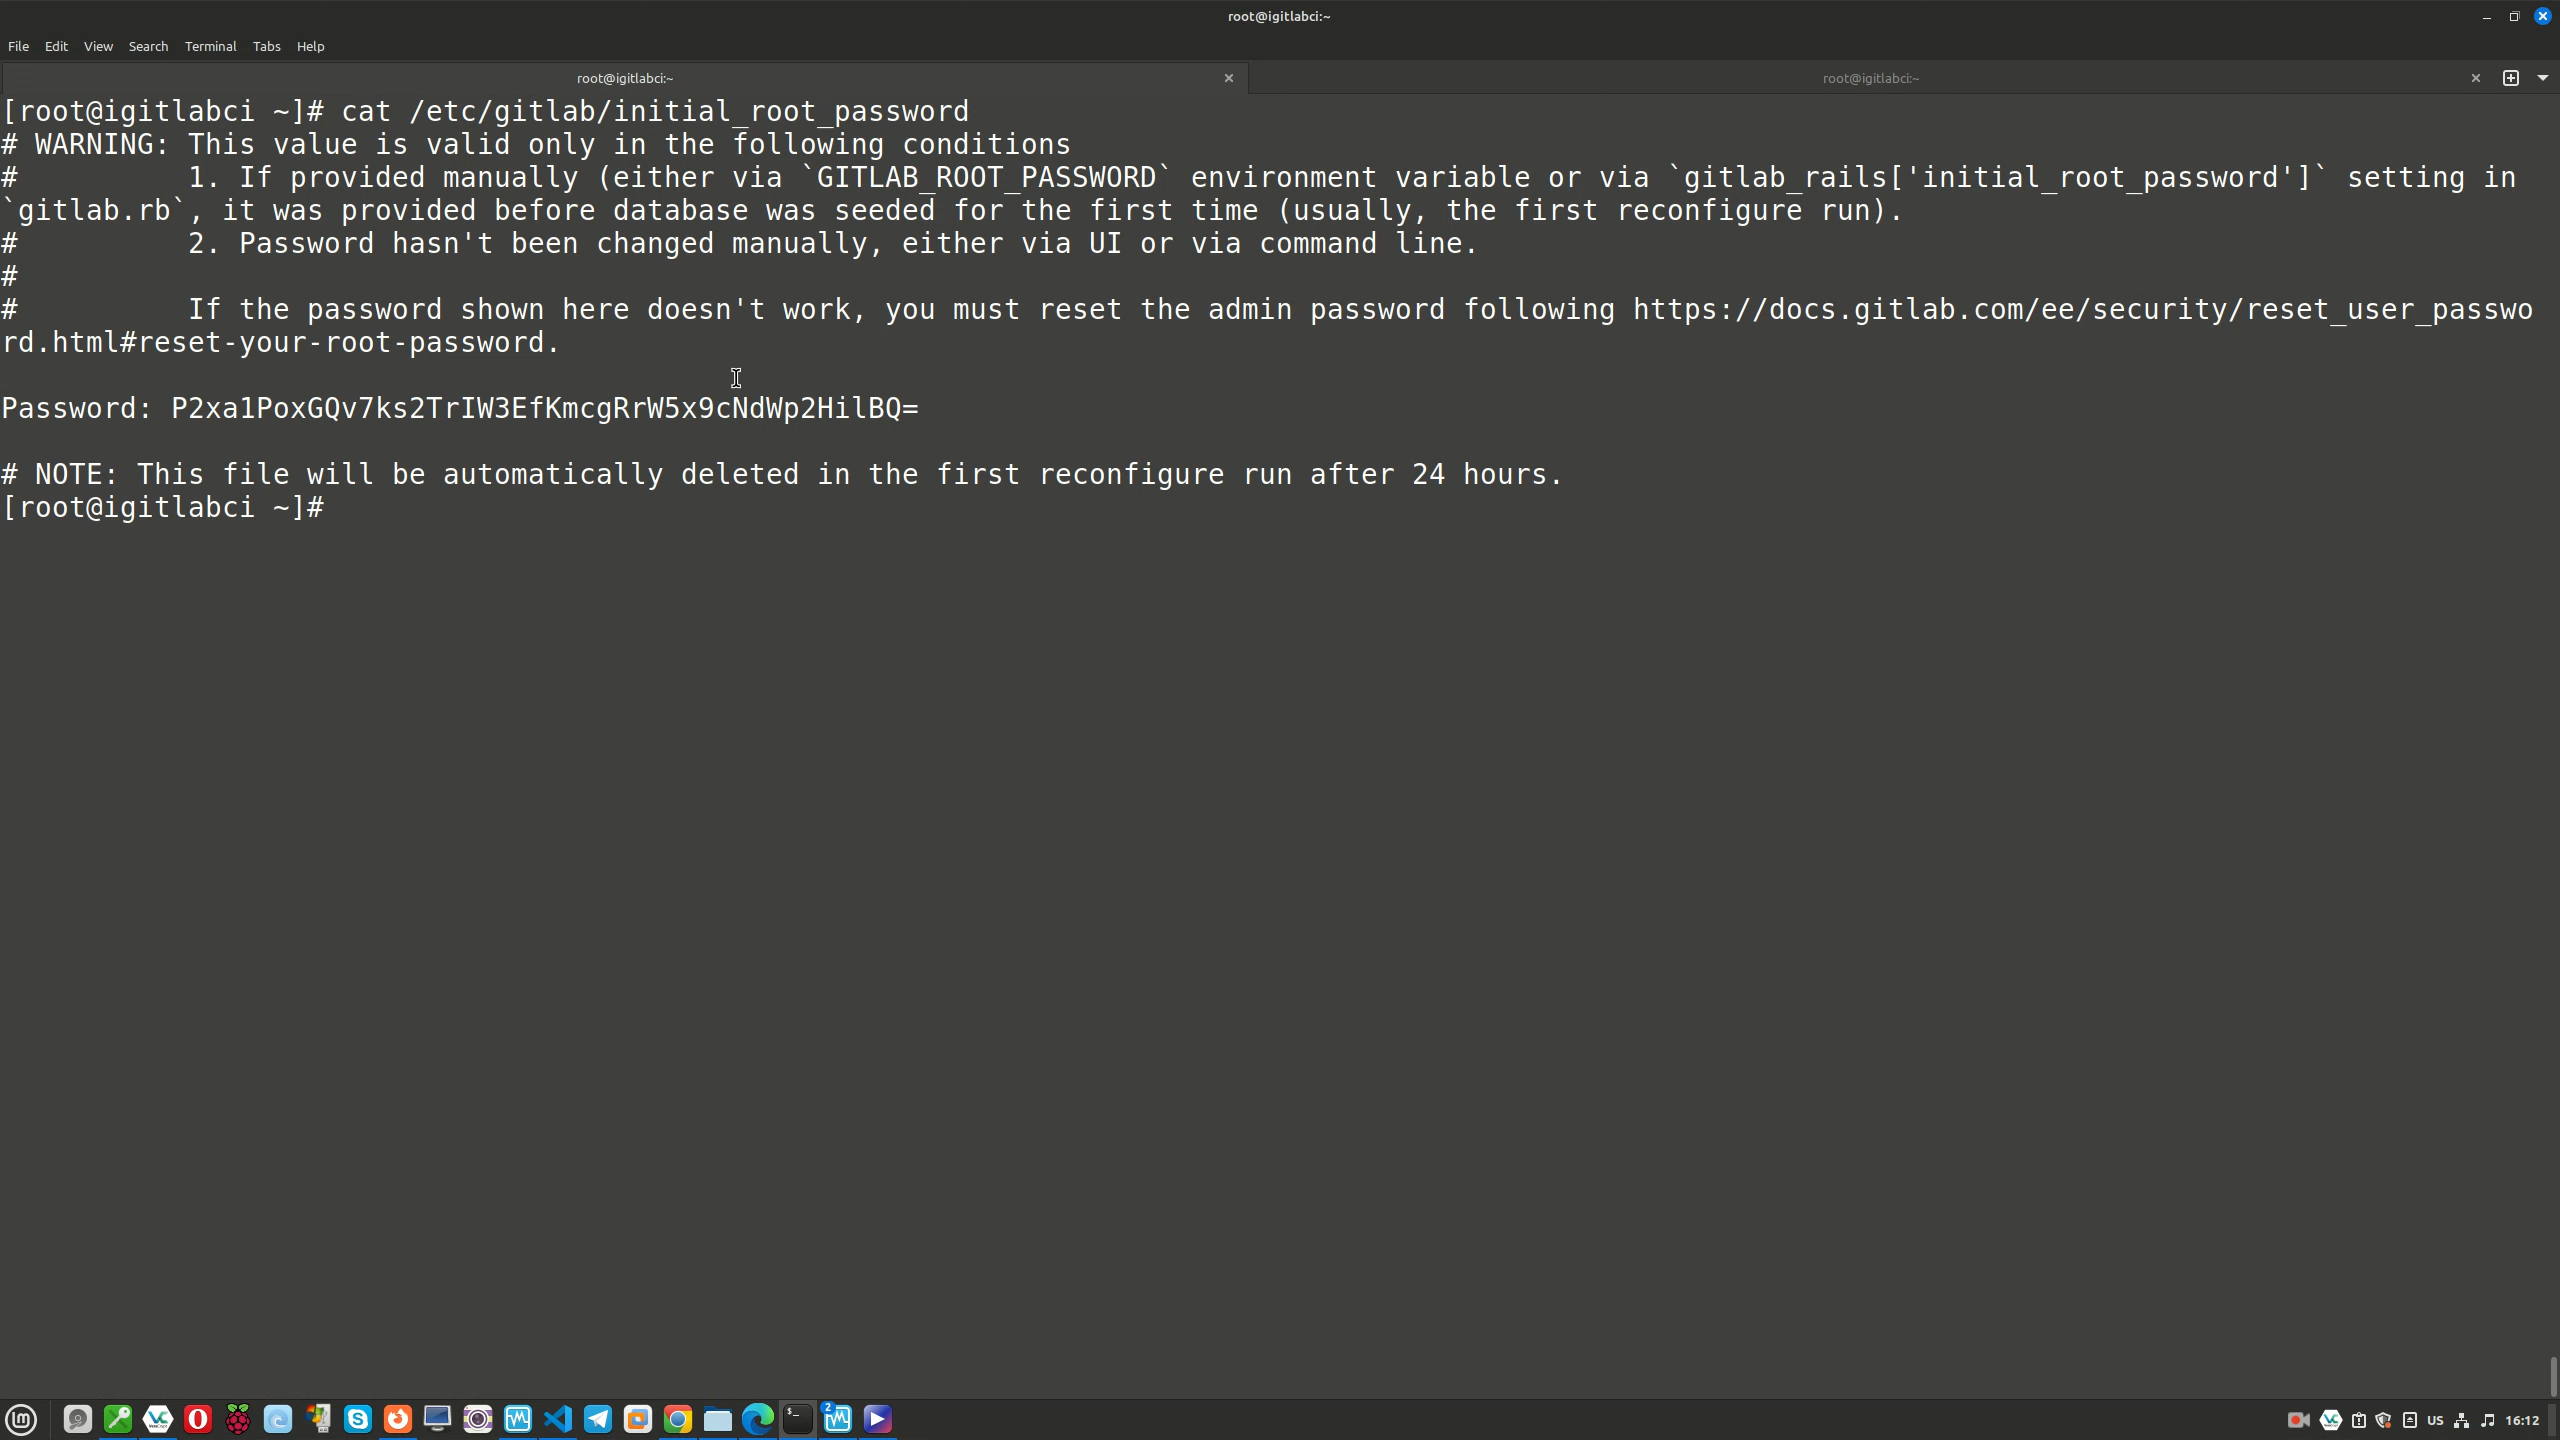 root@igitlabci:~
File Edit View Search Terminal Tabs Help
root@igitlabci:~ root@igitlabci:~
[root@igitlabci ~]# cat /etc/gitlab/initial_root_password
# WARNING: This value is valid only in the following conditions
#          1. If provided manually (either via `GITLAB_ROOT_PASSWORD` environment variable or via `gitlab_rails['initial_root_password']` setting in
`gitlab.rb`, it was provided before database was seeded for the first time (usually, the first reconfigure run).
#          2. Password hasn't been changed manually, either via UI or via command line.
#
#          If the password shown here doesn't work, you must reset the admin password following https://docs.gitlab.com/ee/security/reset_user_passwo
rd.html#reset-your-root-password.
Password: P2xa1PoxGQv7ks2TrIW3EfKmcgRrW5x9cNdWp2HilBQ=
# NOTE: This file will be automatically deleted in the first reconfigure run after 24 hours.
[root@igitlabci ~]#
2
US 16:12